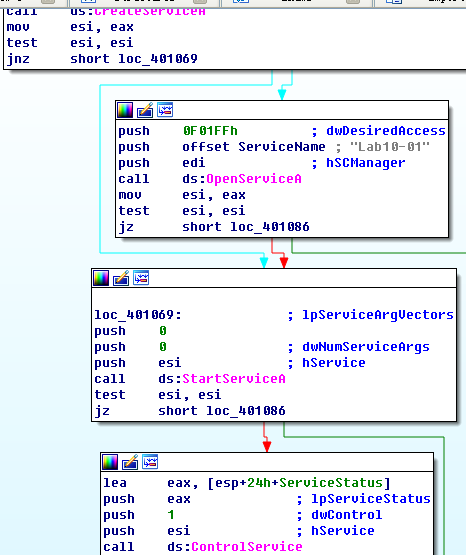 call ds:CreateServiceA
mov esi, eax
test esi, esi
jnz short loc_401069
push 0F01FFh ; dwDesiredAccess
push offset ServiceName ; "Lab10-01"
push edi ; hSCManager
call ds:OpenServiceA
mov esi, eax
test esi, esi
jz short loc_401086
loc_401069: ; lpServiceArgVectors
push 0
push 0 ; dwNumServiceArgs
push esi ; hService
call ds:StartServiceA
test esi, esi
jz short loc_401086
lea eax, [esp+24h+ServiceStatus]
push eax ; lpServiceStatus
push 1 ; dwControl
push esi ; hService
call ds:ControlService